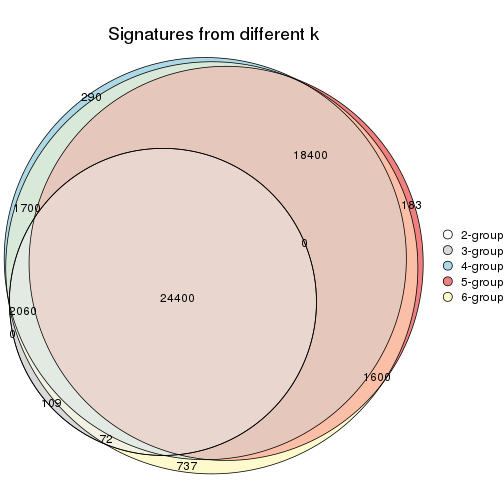 Signatures from different k
290
18400
1700
183
0
24400
2060
0
1600
109
72
737
2-group
3-group
4-group
5-group
6-group